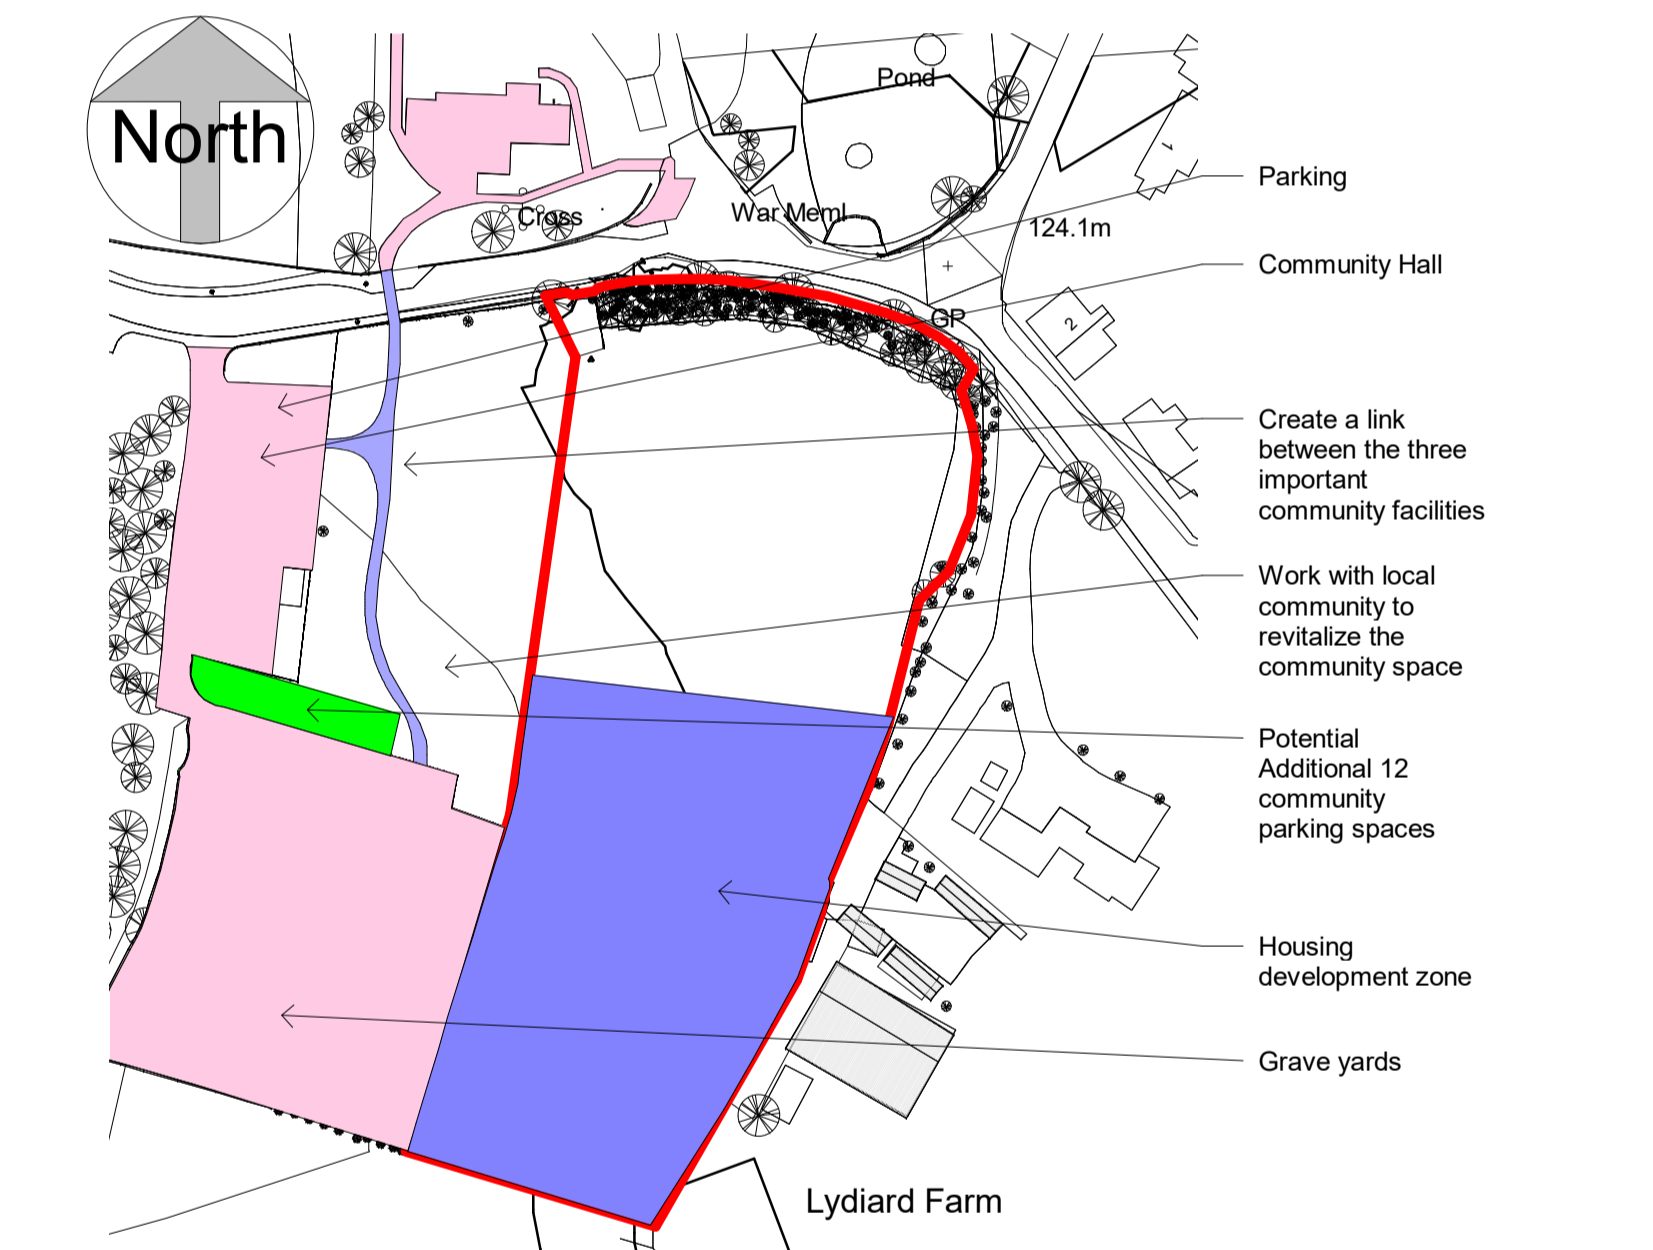 North
Pond
Cross
War Meml
124.1m
GP
2
1
Parking
Community Hall
Create a link
between the three
important
community facilities
Work with local
community to
revitalize the
community space
Potential
Additional 12
community
parking spaces
Housing
development zone
Grave yards
Lydiard Farm